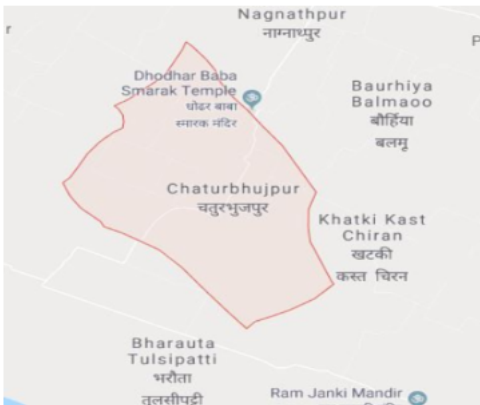 Nagnathpur
नागनाथपुर
r
P
Dhodhar Baba
Smarak Temple
धोढर बाबा
स्मारक मंदिर
Baurhiya
Balmaoo
बौर्हिया
बलमू
Chaturbhujpur
चतुरभुजपुर
Khatki Kast
Chiran
खटकी
कस्त चिरन
Bharauta
Tulsipatti
भरौता
तुलसीपट्टी
Ram Janki Mandir